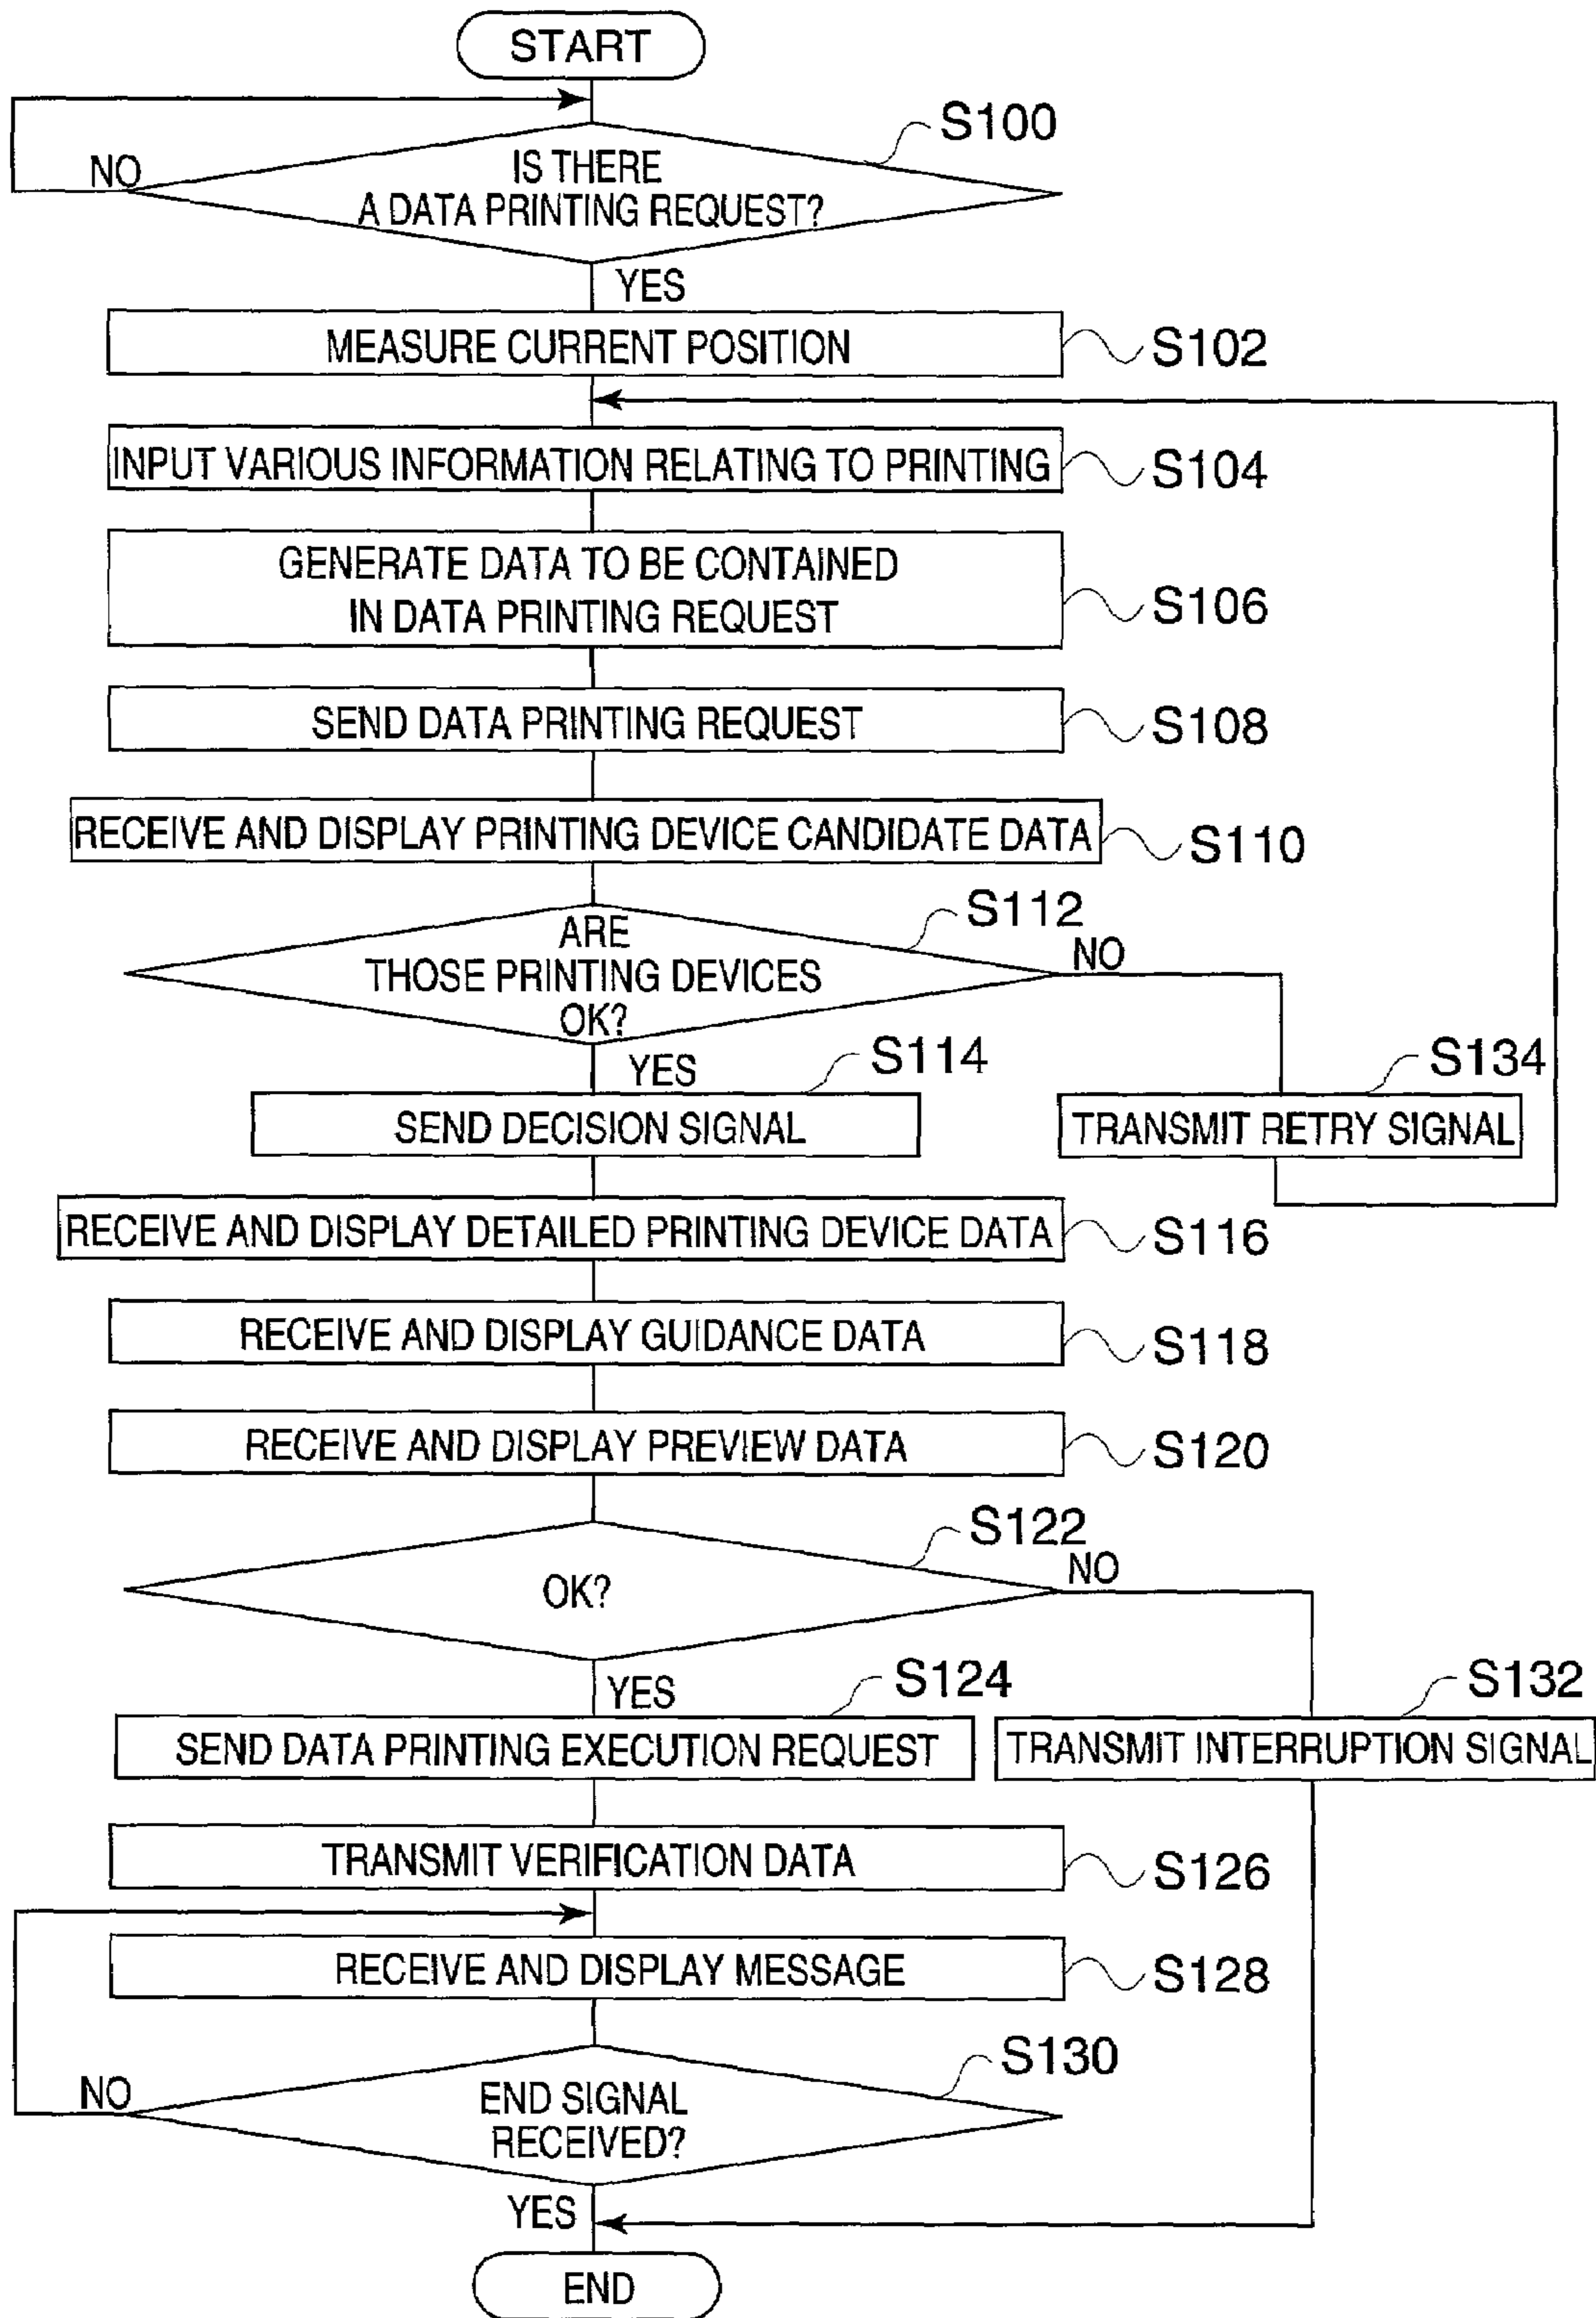 START
S100
NO
IS THERE
A DATA PRINTING REQUEST?
YES
MEASURE CURRENT POSITION
S102
INPUT VARIOUS INFORMATION RELATING TO PRINTING
S104
GENERATE DATA TO BE CONTAINED
IN DATA PRINTING REQUEST
S106
SEND DATA PRINTING REQUEST
S108
RECEIVE AND DISPLAY PRINTING DEVICE CANDIDATE DATA
S110
S112
ARE
THOSE PRINTING DEVICES
OK?
NO
YES
S114
S134
SEND DECISION SIGNAL
TRANSMIT RETRY SIGNAL
RECEIVE AND DISPLAY DETAILED PRINTING DEVICE DATA
S116
RECEIVE AND DISPLAY GUIDANCE DATA
S118
RECEIVE AND DISPLAY PREVIEW DATA
S120
S122
OK?
NO
YES
S124
S132
SEND DATA PRINTING EXECUTION REQUEST
TRANSMIT INTERRUPTION SIGNAL
TRANSMIT VERIFICATION DATA
S126
RECEIVE AND DISPLAY MESSAGE
S128
S130
NO
END SIGNAL
RECEIVED?
YES
END